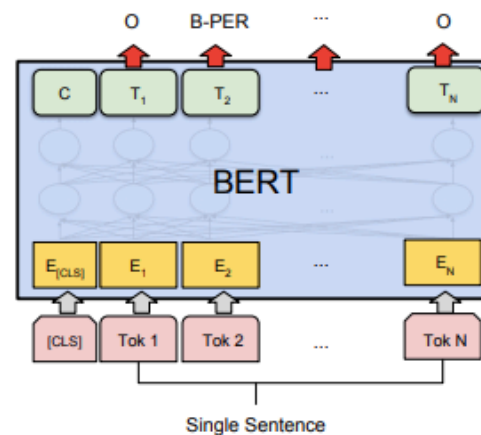 O B-PER ... O
C T1 T2 ... TN
...
BERT
...
E[CLS] E1 E2 ... EN
[CLS] Tok 1 Tok 2 ... Tok N
Single Sentence